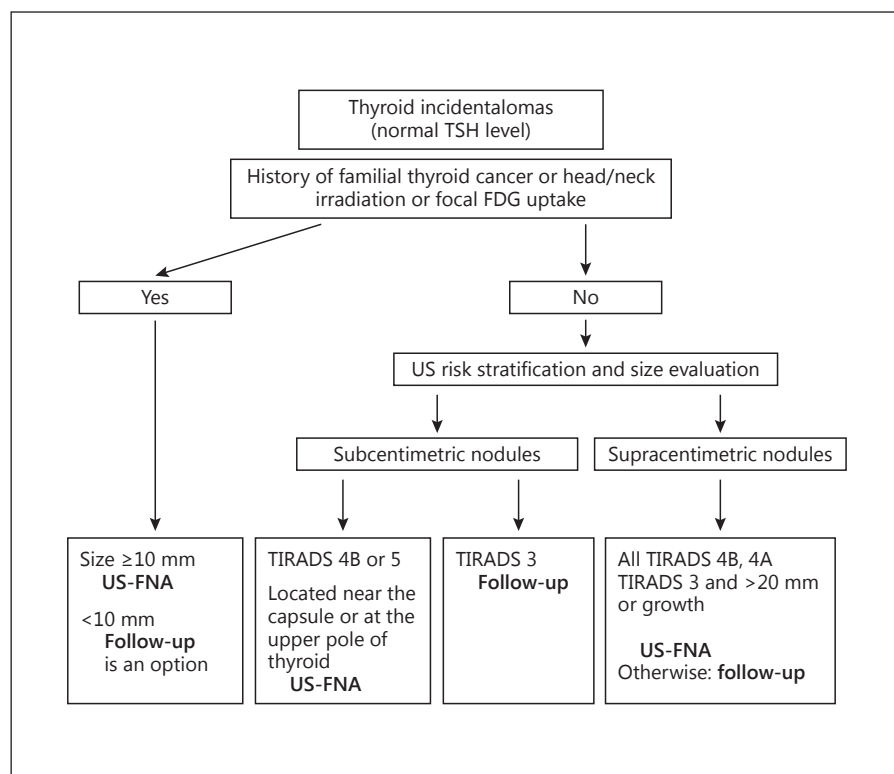 Thyroid incidentalomas
(normal TSH level)
History of familial thyroid cancer or head/neck
irradiation or focal FDG uptake
Yes
No
US risk stratification and size evaluation
Subcentimetric nodules
Supracentimetric nodules
Size ≥10 mm
US-FNA
<10 mm
Follow-up
is an option
TIRADS 4B or 5
Located near the
capsule or at the
upper pole of
thyroid
US-FNA
TIRADS 3
Follow-up
All TIRADS 4B, 4A
TIRADS 3 and >20 mm
or growth
US-FNA
Otherwise: follow-up